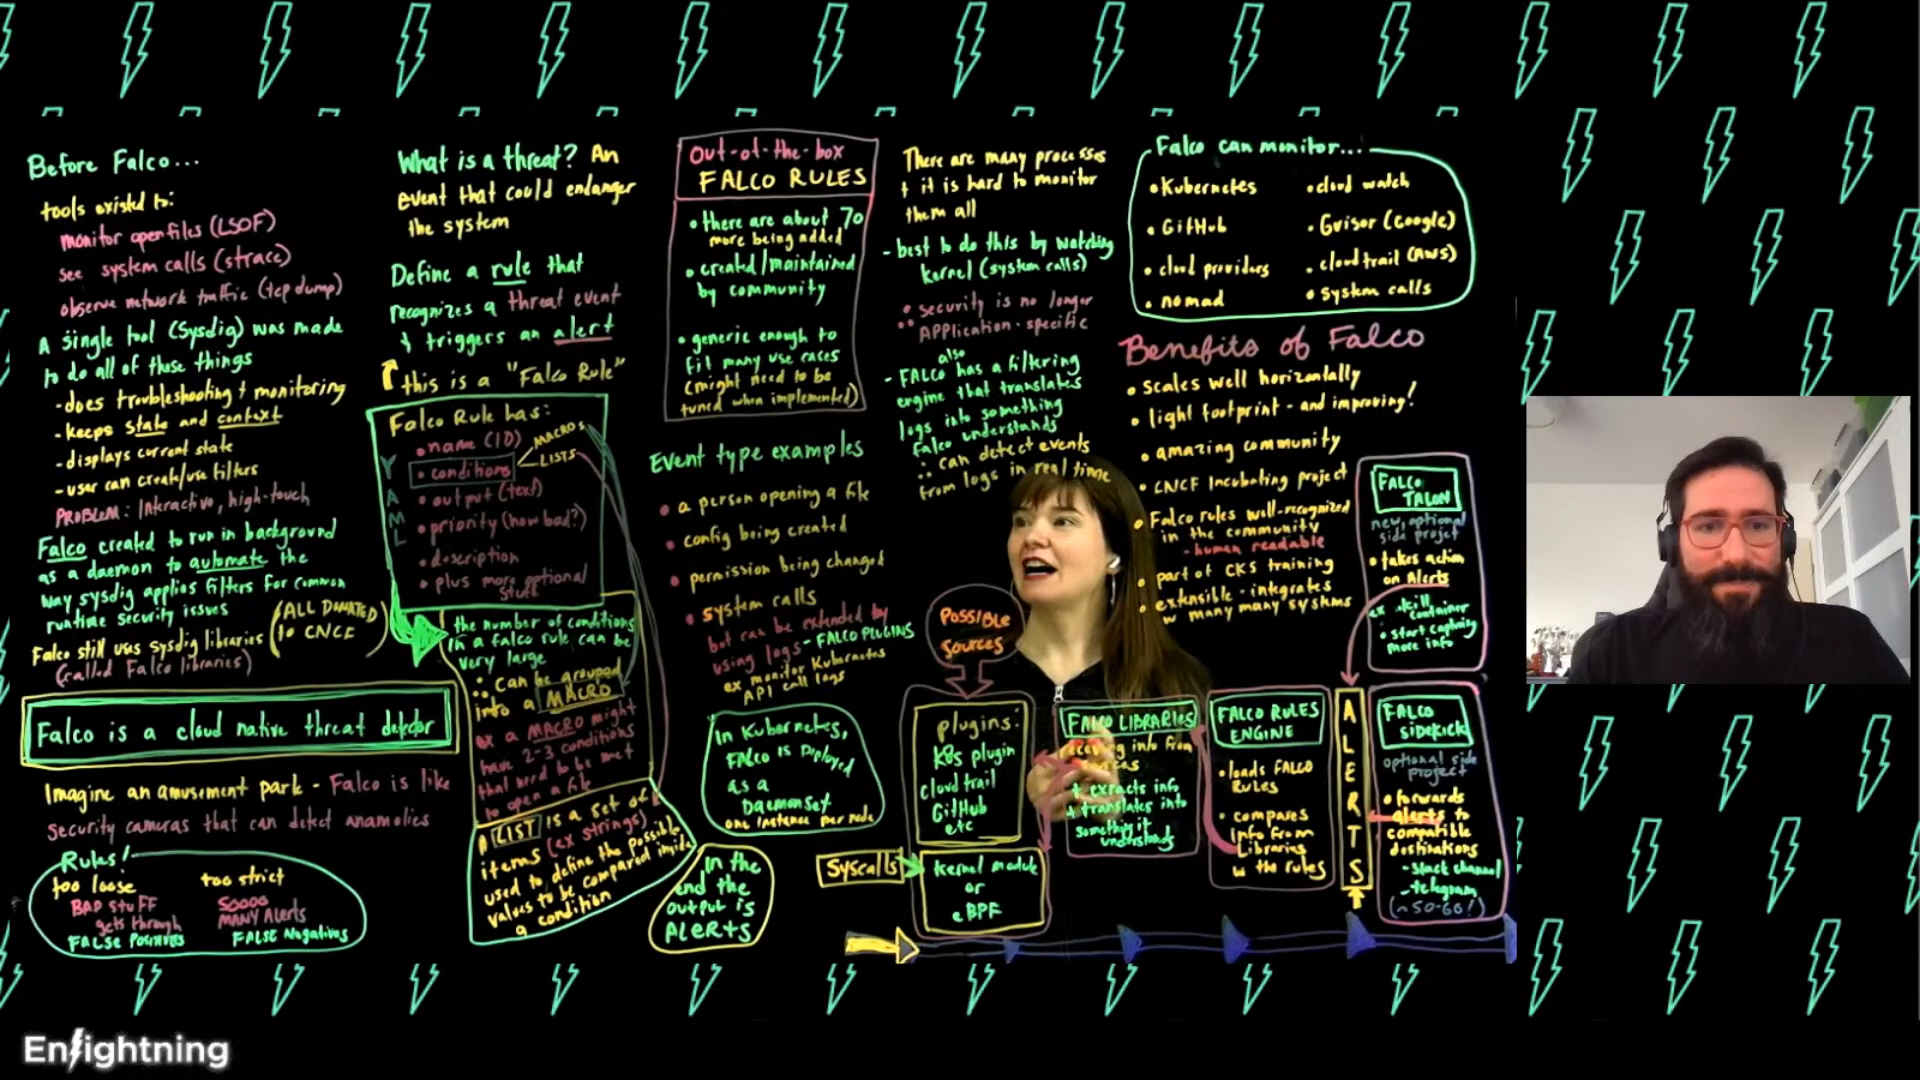 Before Falco...
tools existed to:
monitor open files (LSOF)
see system calls (strace)
observe network traffic (tcp dump)
A single tool (Sysdig) was made
to do all of those things
- does troubleshooting + monitoring
- keeps state and context
- displays current state
- user can create/use filters
PROBLEM: Interactive, high-touch
Falco created to run in background
as a daemon to automate the
way sysdig applies filters for common
runtime security issues
(ALL DONATED
to CNCF)
Falco still uses sysdig libraries
(called Falco libraries)
Falco is a cloud native threat detector
Imagine an amusement park - Falco is like
security cameras that can detect anamolies
Rules!
too loose
BAD STUFF
gets through
FALSE POSITIVES
too strict
SOOOO
MANY Alerts
FALSE Negatives
What is a threat? An
event that could endanger
the system
Define a rule that
recognizes a threat event
+ triggers an alert
this is a "Falco Rule"
Falco Rule has:
YAML
• name (ID)
• conditions
MACROS
LISTS
• output (text)
• priority (how bad?)
• description
• plus more optional
stuff
the number of conditions
in a falco rule can be
very large
∴ can be grouped
into a MACRO
ex a MACRO might
have 2-3 conditions
that need to be met
to open a file
A LIST is a set of
items (ex strings)
used to define the possible
values to be compared inside
a condition
Out-of-the-box
FALCO RULES
• there are about 70
more being added
• created/maintained
by community
• generic enough to
fit many use cases
(might need to be
tuned when implemented)
Event type examples
• a person opening a file
• config being created
• permission being changed
• system calls
but can be extended by
using logs - FALCO PLUGINS
ex monitor Kubernetes
API call logs
In Kubernetes,
FALCO is Deployed
as a
DaemonSet
one instance per node
In the
end the
output is
ALERTS
There are many processes
+ it is hard to monitor
them all
- best to do this by watching
kernel (system calls)
• security is no longer
APPlication-specific
also
- FALCO has a filtering
engine that translates
logs into something
Falco understands
∴ can detect events
from logs in real time
Falco can monitor...
• Kubernetes
• GitHub
• cloud providers
• nomad
• cloud watch
• Gvisor (Google)
• cloud trail (AWS)
• system calls
Benefits of Falco
• scales well horizontally
• light footprint - and improving!
• amazing community
• CNCF Incubating project
• Falco rules well-recognized
in the community
- human readable
• part of CKS training
• extensible - integrates
w many many systems
POSSIBLE
SOURCES
plugins:
k8s plugin
cloud trail
GitHub
etc
Syscalls
kernel module
or
eBPF
FALCO LIBRARIES
receiving info from
+ extracts info
+ translates into
something it
understands
FALCO RULES
ENGINE
• loads FALCO
RULES
• compares
info from
Libraries
w the rules
ALERTS
FALCO
TALON
new, optional
side projet
• takes action
on Alerts
ex • kill
container
• start capturing
more info
FALCO
SIDEKICK
optional side
project
• forwards
alerts to
compatible
destinations
- slack channel
- telegram
(~50-60!)
Enlightning